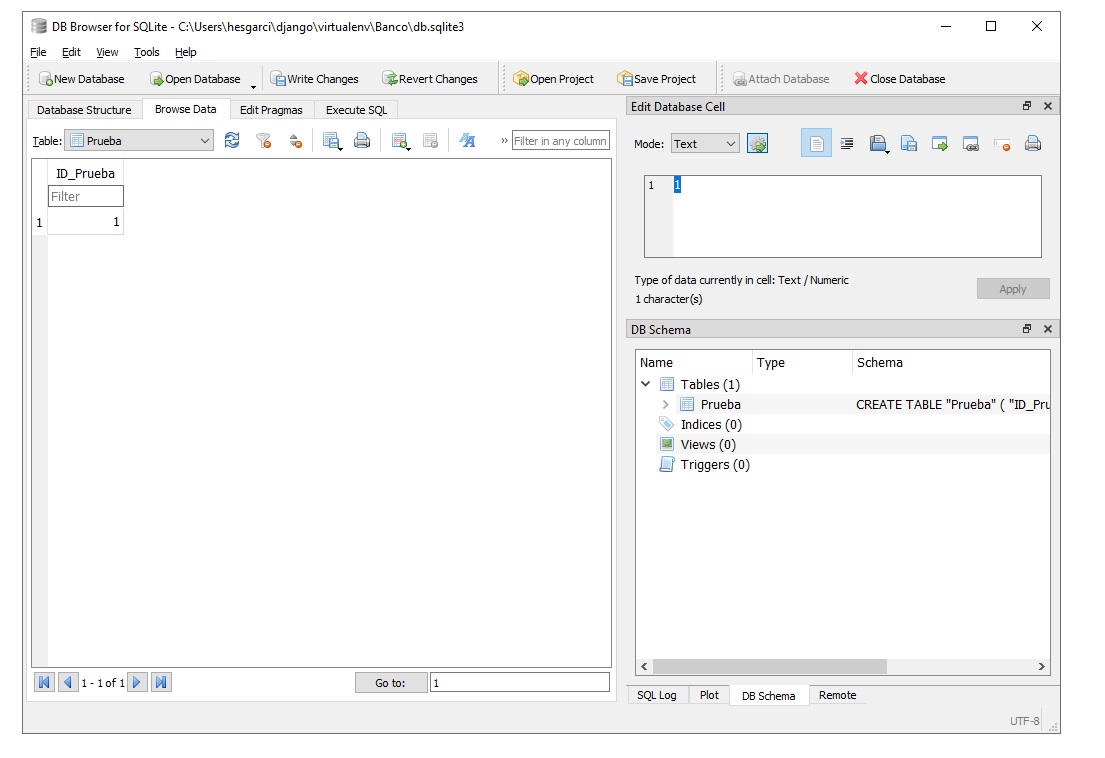 DB Browser for SQLite - C:\Users\hesgarci\django\virtualenv\Banco\db.sqlite3
File Edit View Tools Help
New Database Open Database Write Changes Revert Changes Open Project Save Project Attach Database Close Database
Database Structure Browse Data Edit Pragmas Execute SQL
Table: Prueba » Filter in any column
ID_Prueba
Filter
1 1
1 - 1 of 1 Go to: 1
Edit Database Cell
Mode: Text
1 1
Type of data currently in cell: Text / Numeric
1 character(s)
Apply
DB Schema
Name Type Schema
Tables (1)
Prueba CREATE TABLE "Prueba" ( "ID_Pru
Indices (0)
Views (0)
Triggers (0)
SQL Log Plot DB Schema Remote
UTF-8